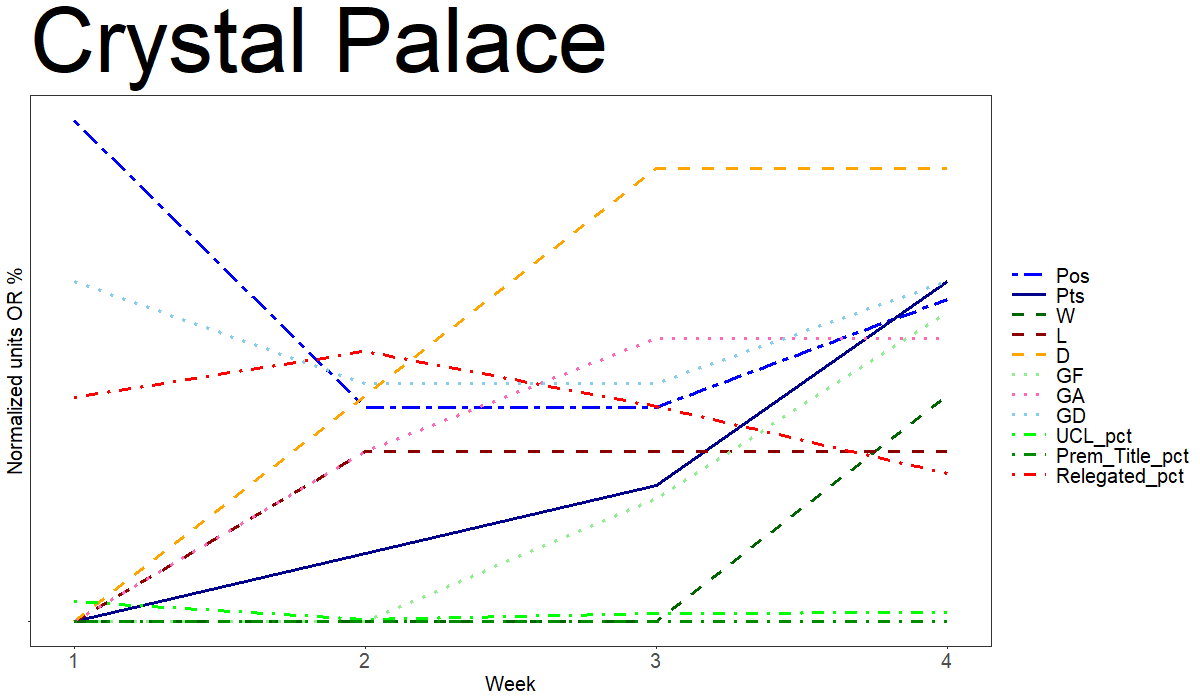 Crystal Palace
Normalized units OR %
Pos
Pts
W
L
D
GF
GA
GD
UCL_pct
Prem_Title_pct
Relegated_pct
1 2 3 4
Week